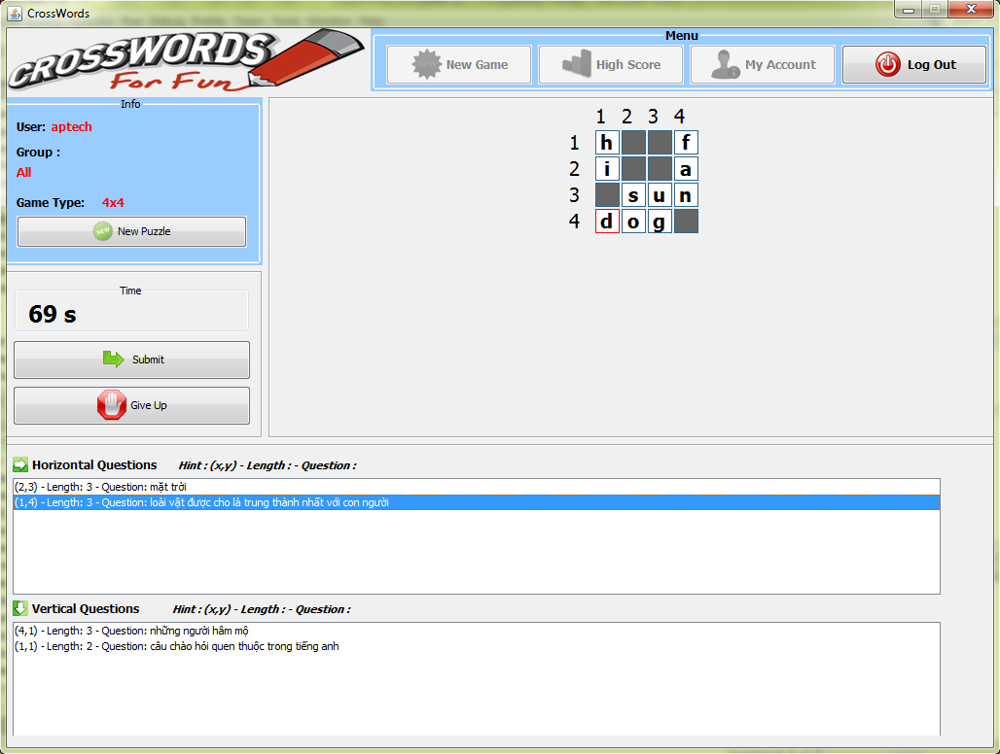 CrossWords
CROSSWORDS
For Fun
Menu
New Game
High Score
My Account
Log Out
Info
User: aptech
Group :
All
Game Type: 4x4
NEW New Puzzle
Time
69 s
Submit
Give Up
1 2 3 4
1 h f
2 i a
3 s u n
4 d o g
Horizontal Questions Hint : (x,y) - Length : - Question :
(2,3) - Length: 3 - Question: mặt trời
(1,4) - Length: 3 - Question: loài vật được cho là trung thành nhất với con người
Vertical Questions Hint : (x,y) - Length : - Question :
(4,1) - Length: 3 - Question: những người hâm mộ
(1,1) - Length: 2 - Question: câu chào hỏi quen thuộc trong tiếng anh